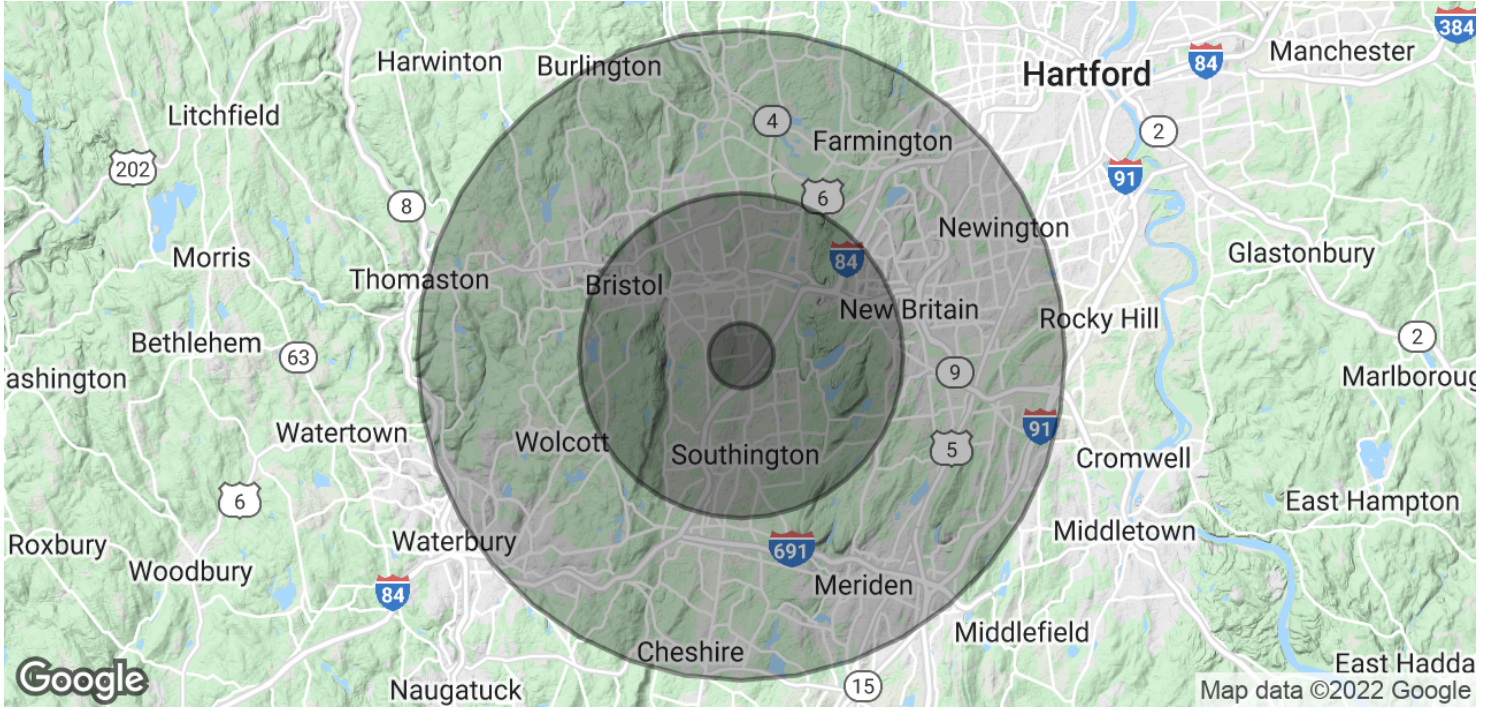 384
Manchester
Harwinton
Burlington
84
Hartford
Litchfield
4
2
Farmington
202
91
6
8
Newington
Glastonbury
Morris
84
Thomaston
Bristol
New Britain
Rocky Hill
2
Bethlehem
63
9
ashington
Marlboroug
91
Watertown
Wolcott
5
Southington
Cromwell
6
East Hampton
Middletown
Waterbury
Roxbury
691
Woodbury
Meriden
84
Middlefield
Cheshire
East Hadda
Google
Naugatuck
15
Map data ©2022 Google